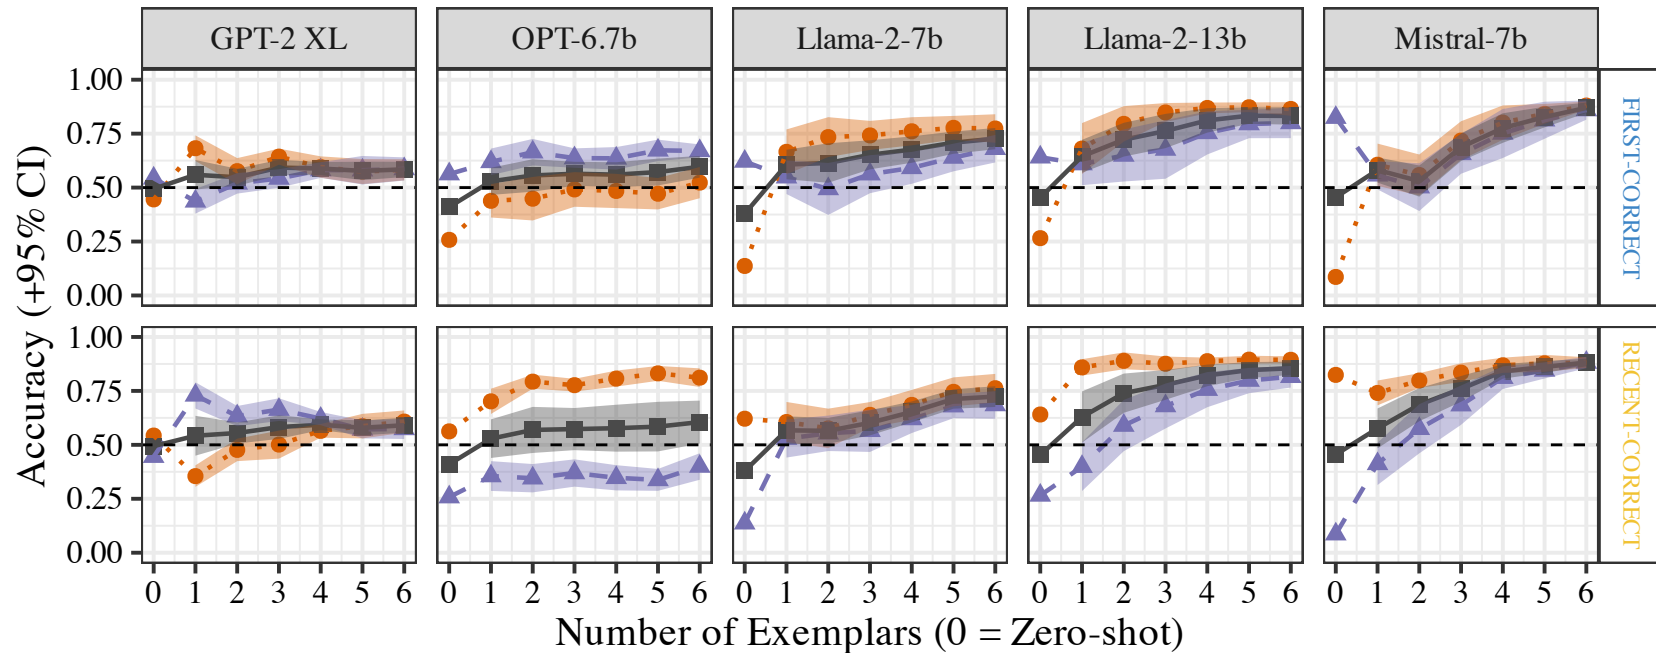 GPT-2 XL OPT-6.7b Llama-2-7b Llama-2-13b Mistral-7b
Accuracy (+95% CI)
1.00
0.75
0.50
0.25
0.00
FIRST-CORRECT
1.00
0.75
0.50
0.25
0.00
RECENT-CORRECT
0 1 2 3 4 5 6 0 1 2 3 4 5 6 0 1 2 3 4 5 6 0 1 2 3 4 5 6 0 1 2 3 4 5 6
Number of Exemplars (0 = Zero-shot)